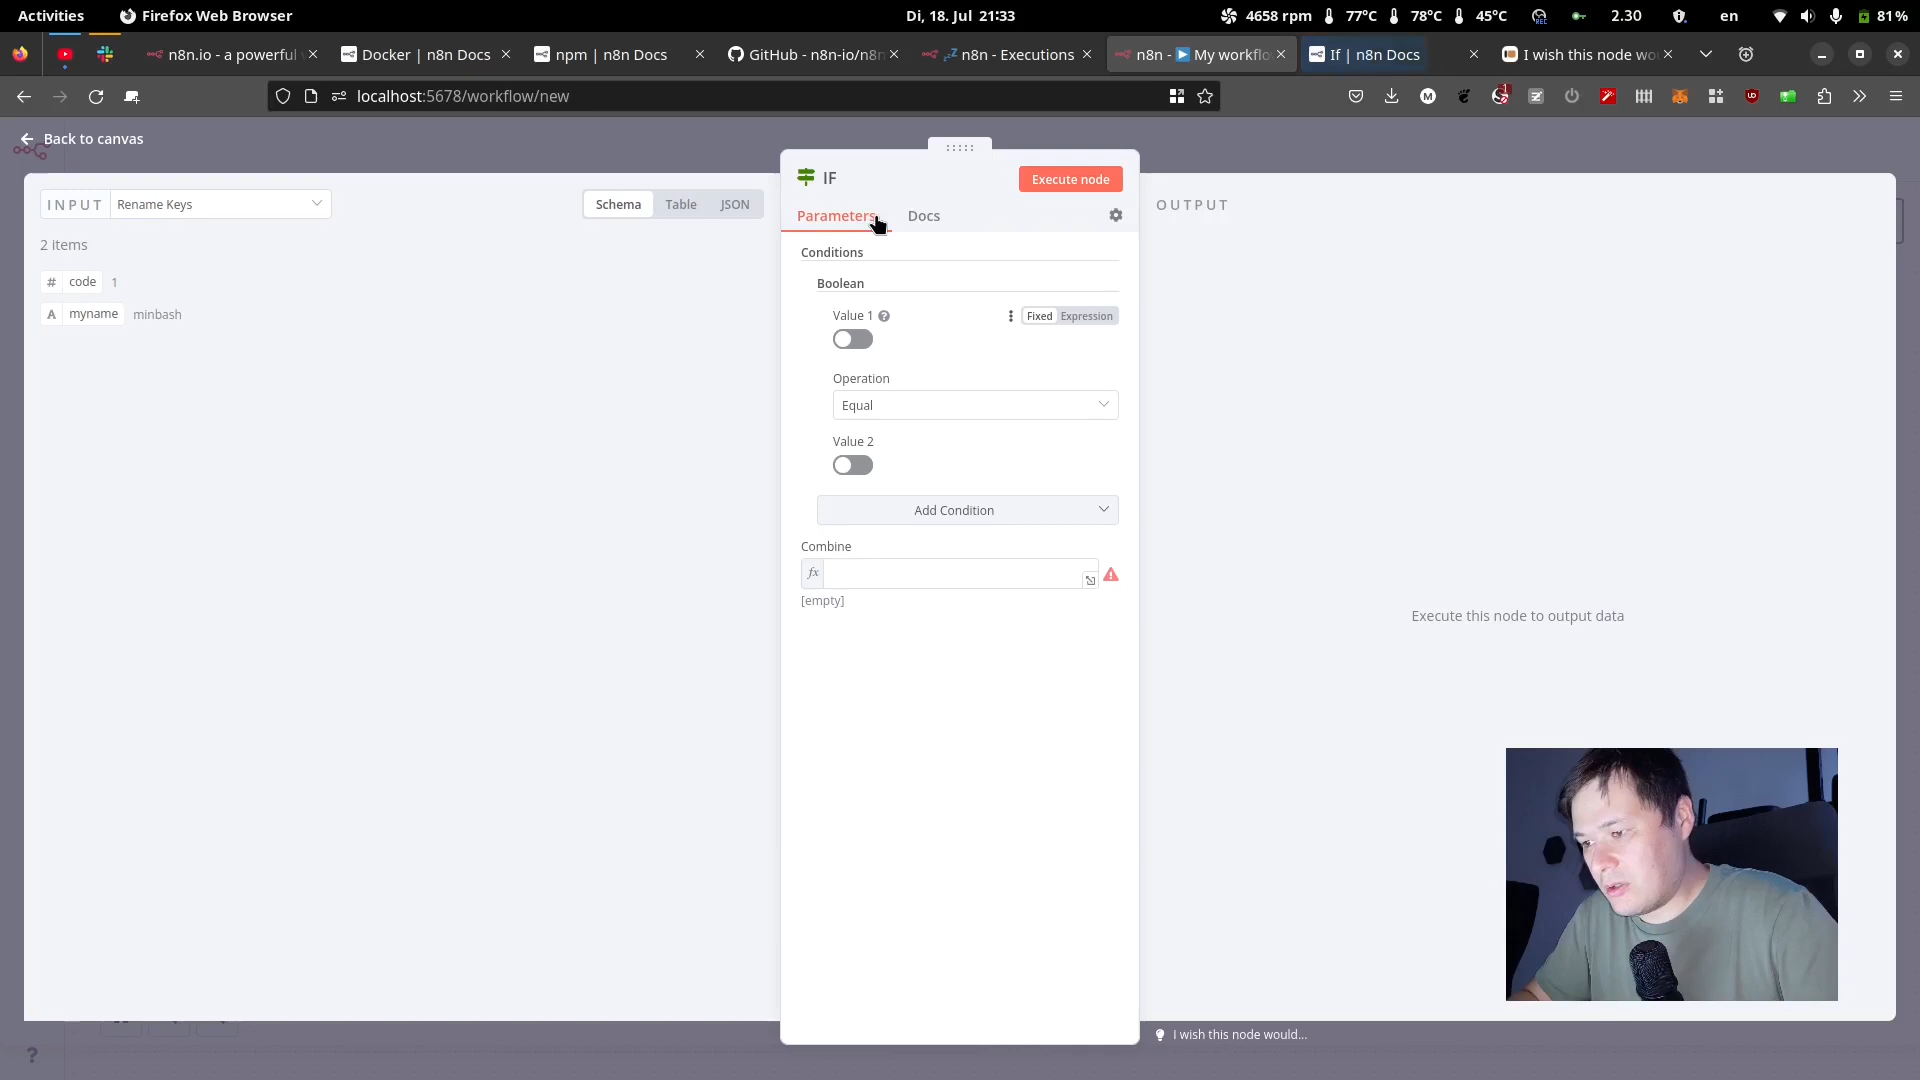 Activities Firefox Web Browser Di, 18. Jul 21:33 4658 rpm 77°C 78°C 45°C 2.30 en 81%
n8n.io - a powerful Docker | n8n Docs npm | n8n Docs GitHub - n8n-io/n8n n8n - Executions n8n - My workflo If | n8n Docs I wish this node wo
localhost:5678/workflow/new
Back to canvas
INPUT Rename Keys Schema Table JSON
IF Execute node
OUTPUT
Parameters Docs
2 items
# code 1
A myname minbash
Conditions
Boolean
Value 1 Fixed Expression
Operation
Equal
Value 2
Add Condition
Combine
fx
[empty]
Execute this node to output data
I wish this node would...